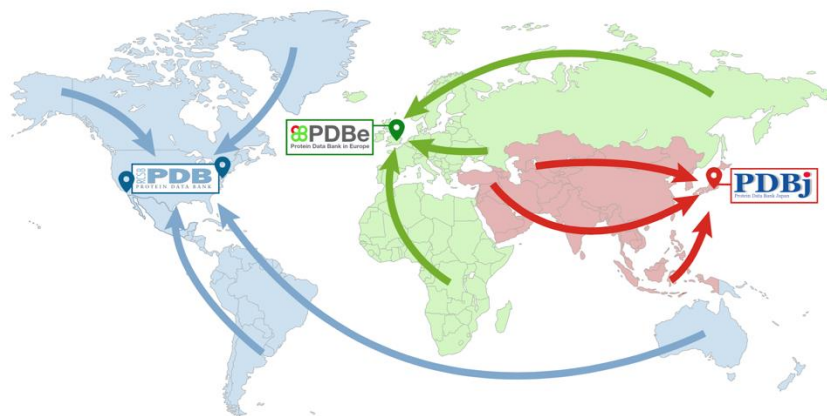 PDBe
Protein Data Bank in Europe
RCSB
PDB
PROTEIN DATA BANK
PDBj
Protein Data Bank Japan